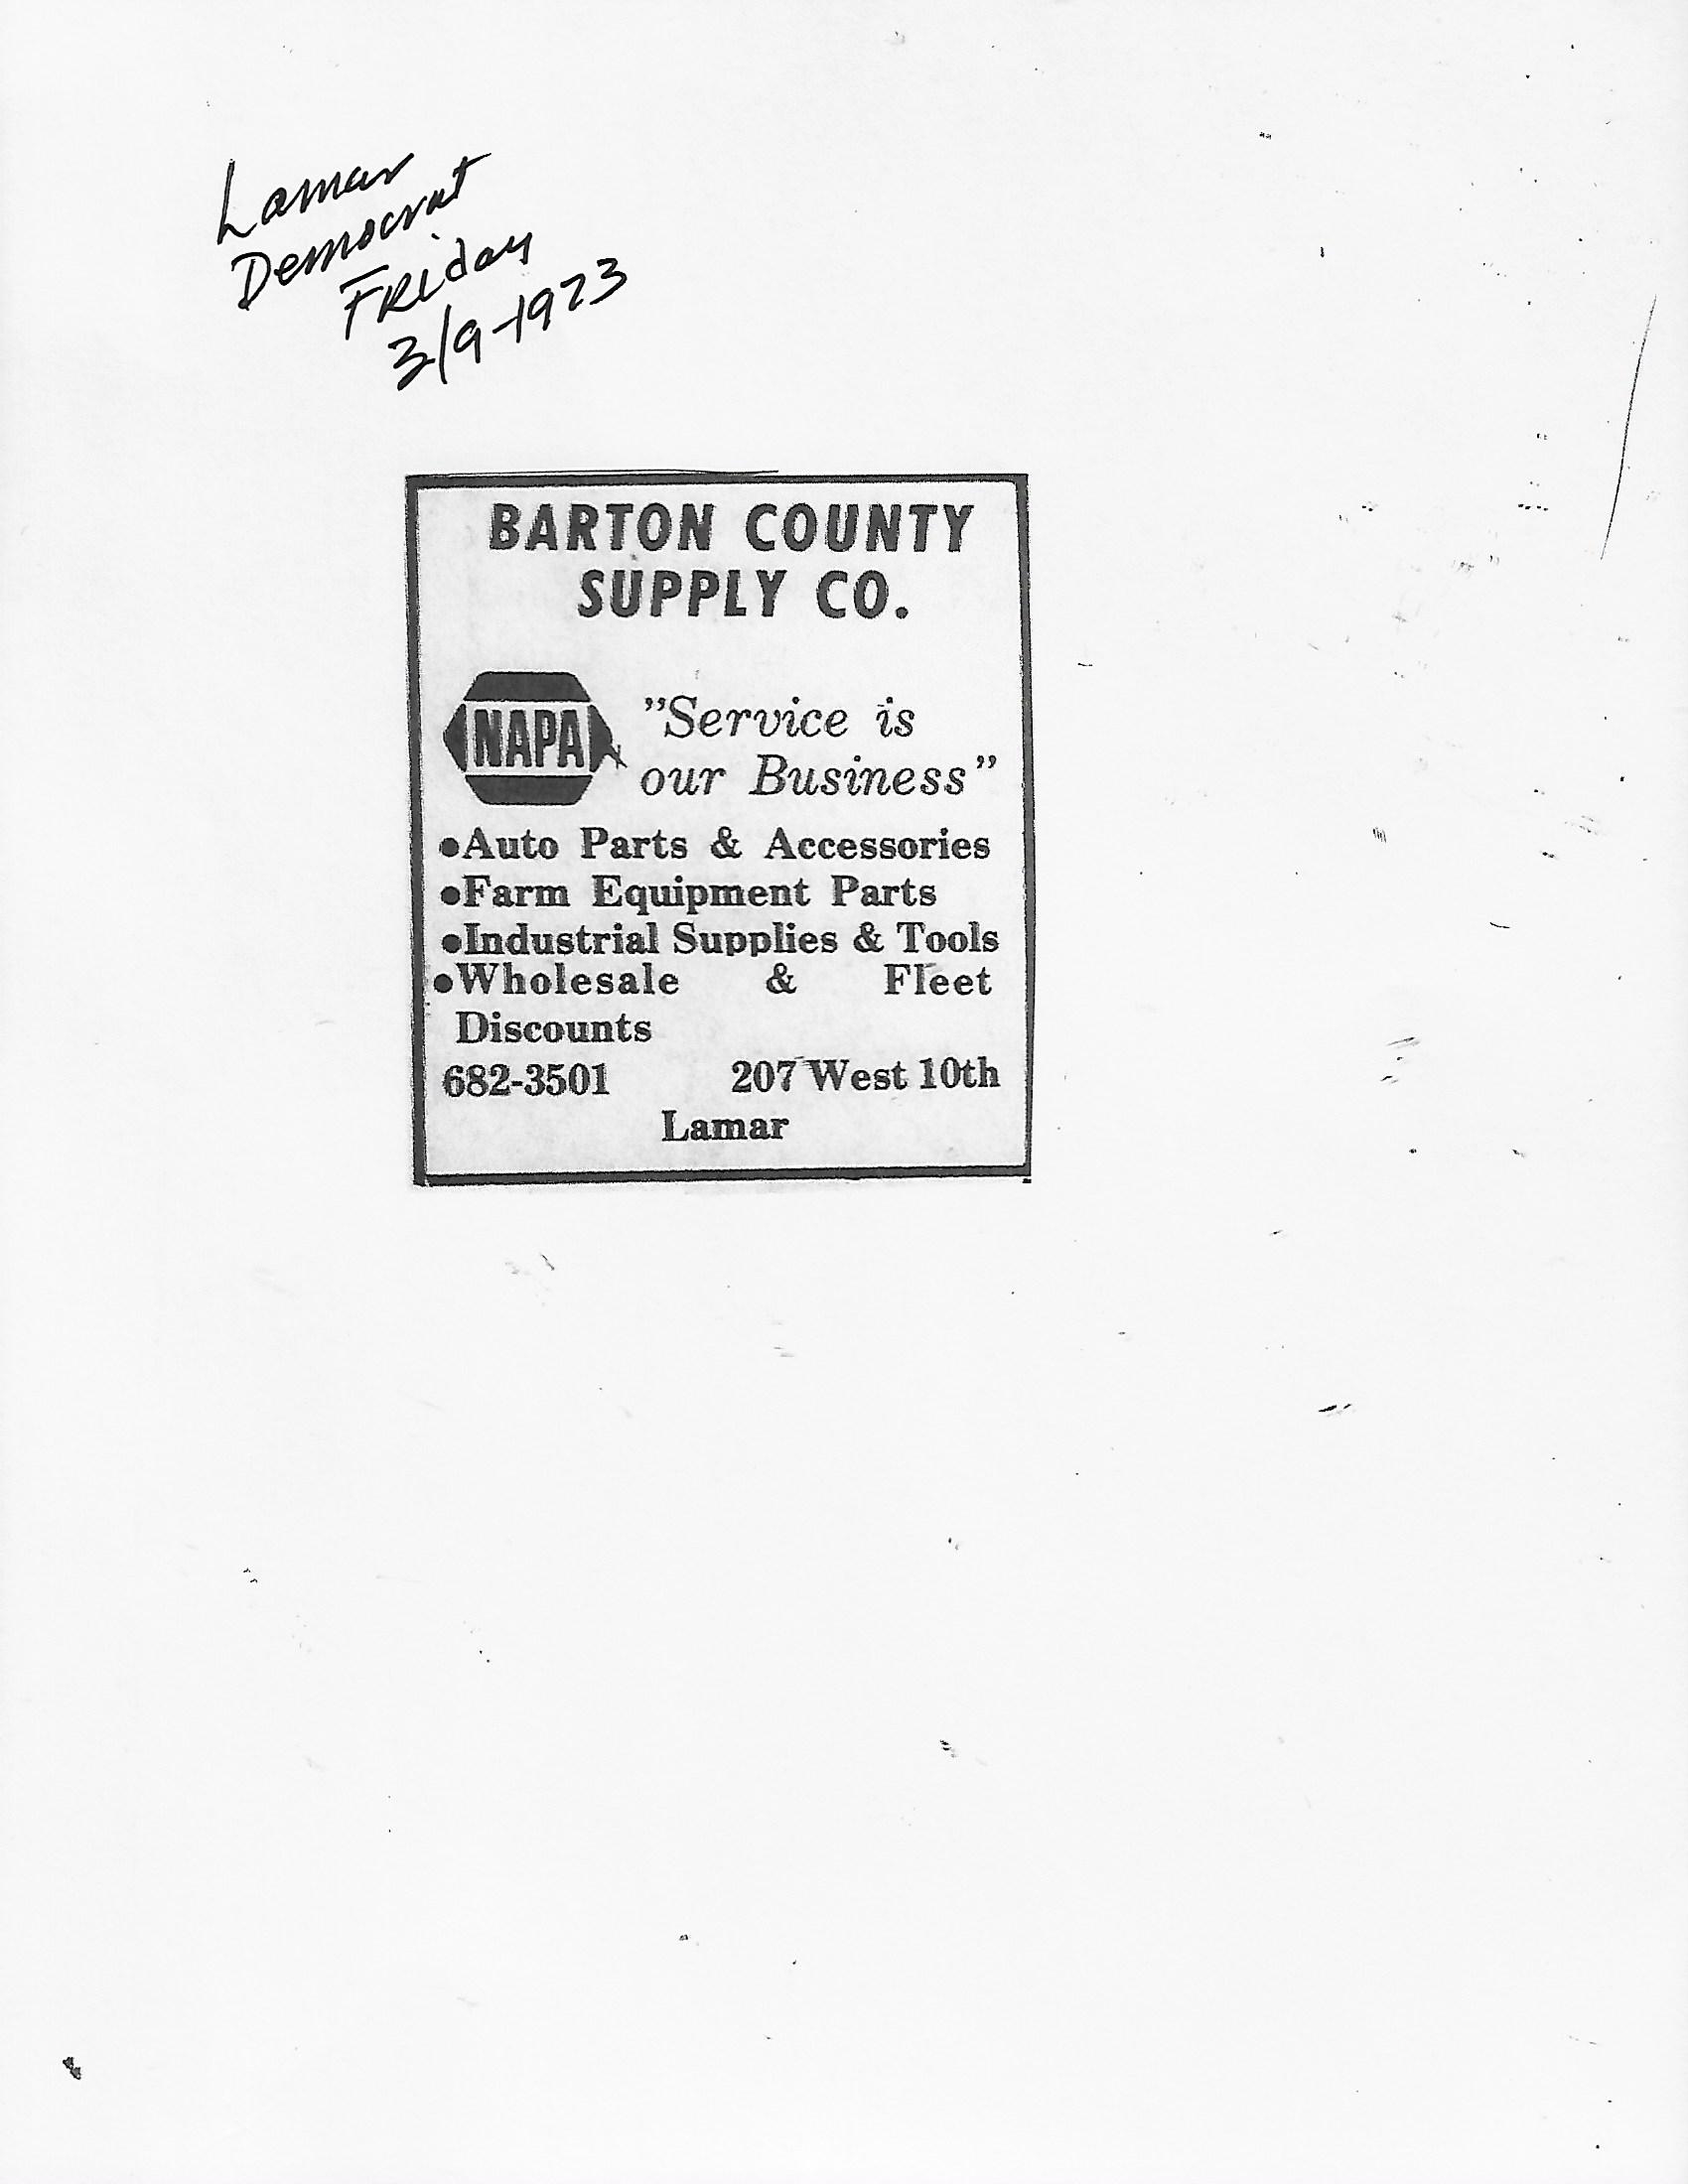 Lamar
Democrat
FRiday
3/9-1973
BARTON COUNTY
SUPPLY CO.
NAPA
"Service is
our Business"
●Auto Parts & Accessories
●Farm Equipment Parts
●Industrial Supplies & Tools
●Wholesale & Fleet
Discounts
682-3501 207 West 10th
Lamar